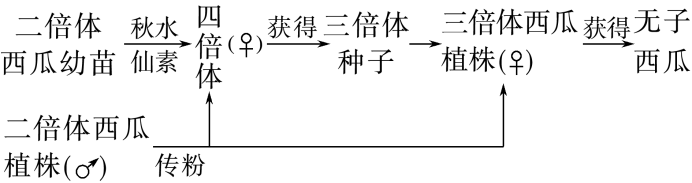 二倍体
西瓜幼苗
秋水
仙素
四
倍
体
(♀)
获得
三倍体
种子
三倍体西瓜
植株(♀)
获得
无子
西瓜
二倍体西瓜
植株(♂)
传粉